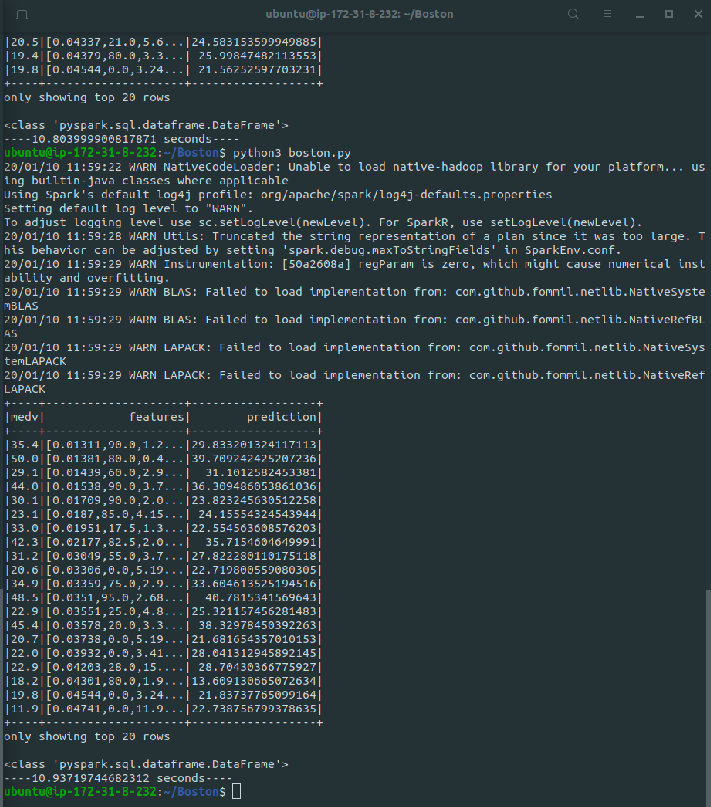 ubuntu@ip-172-31-8-232: ~/Boston
|20.5|[0.04337,21.0,5.6...|24.583153599949885|
|19.4|[0.04379,80.0,3.3...| 25.99847482113553|
|19.8|[0.04544,0.0,3.24...| 21.56252597703231|
+----+--------------------+------------------+
only showing top 20 rows
<class 'pyspark.sql.dataframe.DataFrame'>
----10.803999900817871 seconds----
ubuntu@ip-172-31-8-232:~/Boston$ python3 boston.py
20/01/10 11:59:22 WARN NativeCodeLoader: Unable to load native-hadoop library for your platform... us
ing builtin-java classes where applicable
Using Spark's default log4j profile: org/apache/spark/log4j-defaults.properties
Setting default log level to "WARN".
To adjust logging level use sc.setLogLevel(newLevel). For SparkR, use setLogLevel(newLevel).
20/01/10 11:59:28 WARN Utils: Truncated the string representation of a plan since it was too large. T
his behavior can be adjusted by setting 'spark.debug.maxToStringFields' in SparkEnv.conf.
20/01/10 11:59:29 WARN Instrumentation: [50a2608a] regParam is zero, which might cause numerical inst
ability and overfitting.
20/01/10 11:59:29 WARN BLAS: Failed to load implementation from: com.github.fommil.netlib.NativeSyste
mBLAS
20/01/10 11:59:29 WARN BLAS: Failed to load implementation from: com.github.fommil.netlib.NativeRefBL
AS
20/01/10 11:59:29 WARN LAPACK: Failed to load implementation from: com.github.fommil.netlib.NativeSys
temLAPACK
20/01/10 11:59:29 WARN LAPACK: Failed to load implementation from: com.github.fommil.netlib.NativeRef
LAPACK
+----+--------------------+------------------+
|medv|            features|        prediction|
+----+--------------------+------------------+
|35.4|[0.01311,90.0,1.2...|29.833201324117113|
|50.0|[0.01381,80.0,0.4...|39.709242425207236|
|29.1|[0.01439,60.0,2.9...|  31.1012582453381|
|44.0|[0.01538,90.0,3.7...|36.309486053861036|
|30.1|[0.01709,90.0,2.0...|23.823245630512258|
|23.1|[0.0187,85.0,4.15...| 24.15554324543944|
|33.0|[0.01951,17.5,1.3...|22.554563608576203|
|42.3|[0.02177,82.5,2.0...|  35.7154604649991|
|31.2|[0.03049,55.0,3.7...|27.822280110175118|
|20.6|[0.03306,0.0,5.19...|22.719800559080305|
|34.9|[0.03359,75.0,2.9...|33.604613525194516|
|48.5|[0.0351,95.0,2.68...|  40.7815341569643|
|22.9|[0.03551,25.0,4.8...|25.321157456281483|
|45.4|[0.03578,20.0,3.3...| 38.32978450392263|
|20.7|[0.03738,0.0,5.19...|21.681654357010153|
|22.0|[0.03932,0.0,3.41...|28.041312945892145|
|22.9|[0.04203,28.0,15....| 28.70430366775927|
|18.2|[0.04301,80.0,1.9...|13.609130665072634|
|19.8|[0.04544,0.0,3.24...| 21.83737765099164|
|11.9|[0.04741,0.0,11.9...|22.738756799378635|
+----+--------------------+------------------+
only showing top 20 rows
<class 'pyspark.sql.dataframe.DataFrame'>
----10.93719744682312 seconds----
ubuntu@ip-172-31-8-232:~/Boston$